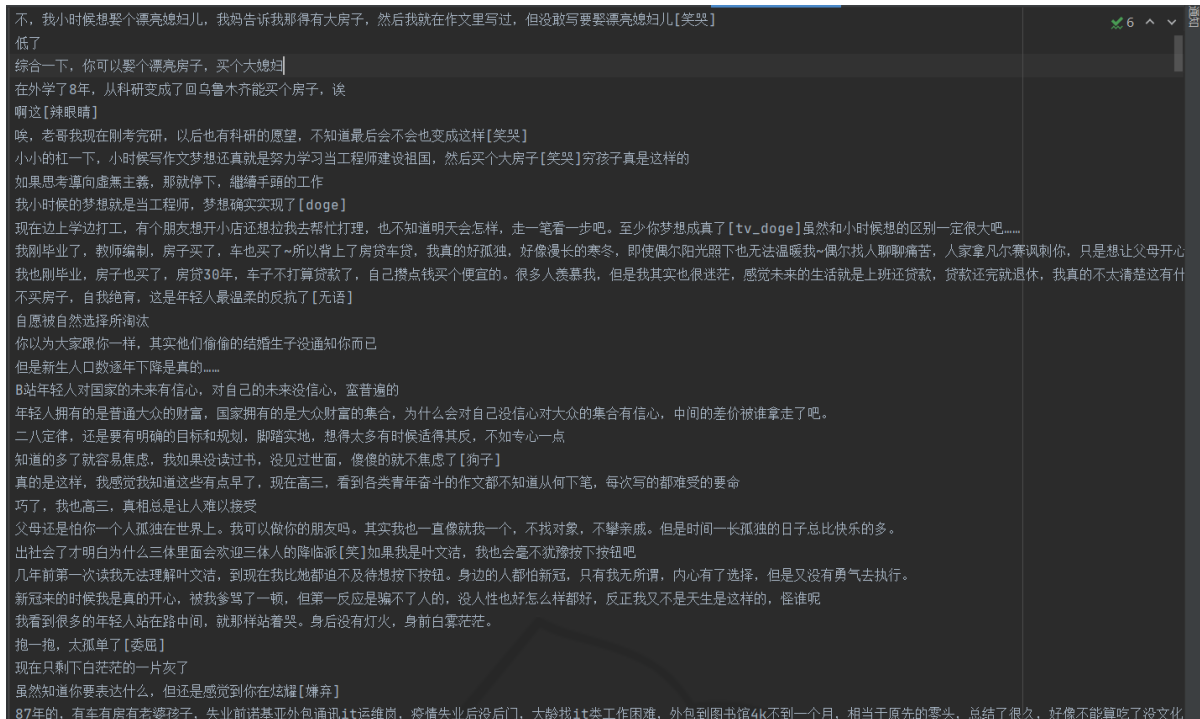 不，我小时候想娶个漂亮媳妇儿，我妈告诉我那得有大房子，然后我就在作文里写过，但没敢写要娶漂亮媳妇儿[笑哭]
6
通知
低了
综合一下，你可以娶个漂亮房子，买个大媳妇
在外学了8年，从科研变成了回乌鲁木齐能买个房子，诶
啊这[辣眼睛]
唉，老哥我现在刚考完研，以后也有科研的愿望，不知道最后会不会也变成这样[笑哭]
小小的杠一下，小时候写作文梦想还真就是努力学习当工程师建设祖国，然后买个大房子[笑哭]穷孩子真是这样的
如果思考導向虛無主義，那就停下，繼續手頭的工作
我小时候的梦想就是当工程师，梦想确实实现了[doge]
现在边上学边打工，有个朋友想开小店还想拉我去帮忙打理，也不知道明天会怎样，走一笔看一步吧。至少你梦想成真了[tv_doge]虽然和小时候想的区别一定很大吧……
我刚毕业了，教师编制，房子买了，车也买了~所以背上了房贷车贷，我真的好孤独，好像漫长的寒冬，即使偶尔阳光照下也无法温暖我~偶尔找人聊聊痛苦，人家拿凡尔赛讽刺你，只是想让父母开心
我也刚毕业，房子也买了，房贷30年，车子不打算贷款了，自己攒点钱买个便宜的。很多人羡慕我，但是我其实也很迷茫，感觉未来的生活就是上班还贷款，贷款还完就退休，我真的不太清楚这有什
不买房子，自我绝育，这是年轻人最温柔的反抗了[无语]
自愿被自然选择所淘汰
你以为大家跟你一样，其实他们偷偷的结婚生子没通知你而已
但是新生人口数逐年下降是真的……
B站年轻人对国家的未来有信心，对自己的未来没信心，蛮普遍的
年轻人拥有的是普通大众的财富，国家拥有的是大众财富的集合，为什么会对自己没信心对大众的集合有信心，中间的差价被谁拿走了吧。
二八定律，还是要有明确的目标和规划，脚踏实地，想得太多有时候适得其反，不如专心一点
知道的多了就容易焦虑，我如果没读过书，没见过世面，傻傻的就不焦虑了[狗子]
真的是这样，我感觉我知道这些有点早了，现在高三，看到各类青年奋斗的作文都不知道从何下笔，每次写的都难受的要命
巧了，我也高三，真相总是让人难以接受
父母还是怕你一个人孤独在世界上。我可以做你的朋友吗。其实我也一直像就我一个，不找对象，不攀亲戚。但是时间一长孤独的日子总比快乐的多。
出社会了才明白为什么三体里面会欢迎三体人的降临派[笑]如果我是叶文洁，我也会毫不犹豫按下按钮吧
几年前第一次读我无法理解叶文洁，到现在我比她都迫不及待想按下按钮。身边的人都怕新冠，只有我无所谓，内心有了选择，但是又没有勇气去执行。
新冠来的时候我是真的开心，被我爹骂了一顿，但第一反应是骗不了人的，没人性也好怎么样都好，反正我又不是天生是这样的，怪谁呢
我看到很多的年轻人站在路中间，就那样站着哭。身后没有灯火，身前白雾茫茫。
抱一抱，太孤单了[委屈]
现在只剩下白茫茫的一片灰了
虽然知道你要表达什么，但还是感觉到你在炫耀[嫌弃]
87年的，有车有房有老婆孩子，失业前诺基亚外包通讯it运维岗，疫情失业后没后门，大龄找it类工作困难，外包到图书馆4k不到一个月，相当于原先的零头，总结了很久，好像不能算吃了没文化